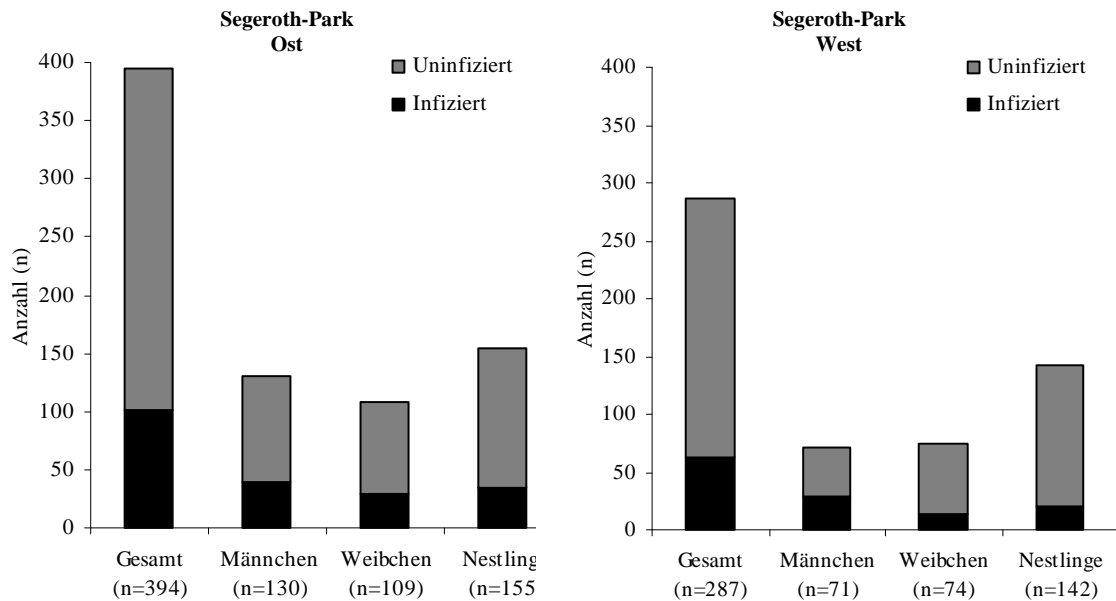 Segeroth-Park
Ost
Uninfiziert
Infiziert
Anzahl (n)
400
350
300
250
200
150
100
50
0
Gesamt Männchen Weibchen Nestling
(n=394) (n=130) (n=109) (n=155
Segeroth-Park
West
Uninfiziert
Infiziert
Anzahl (n)
400
350
300
250
200
150
100
50
0
Gesamt Männchen Weibchen Nestlinge
(n=287) (n=71) (n=74) (n=142)